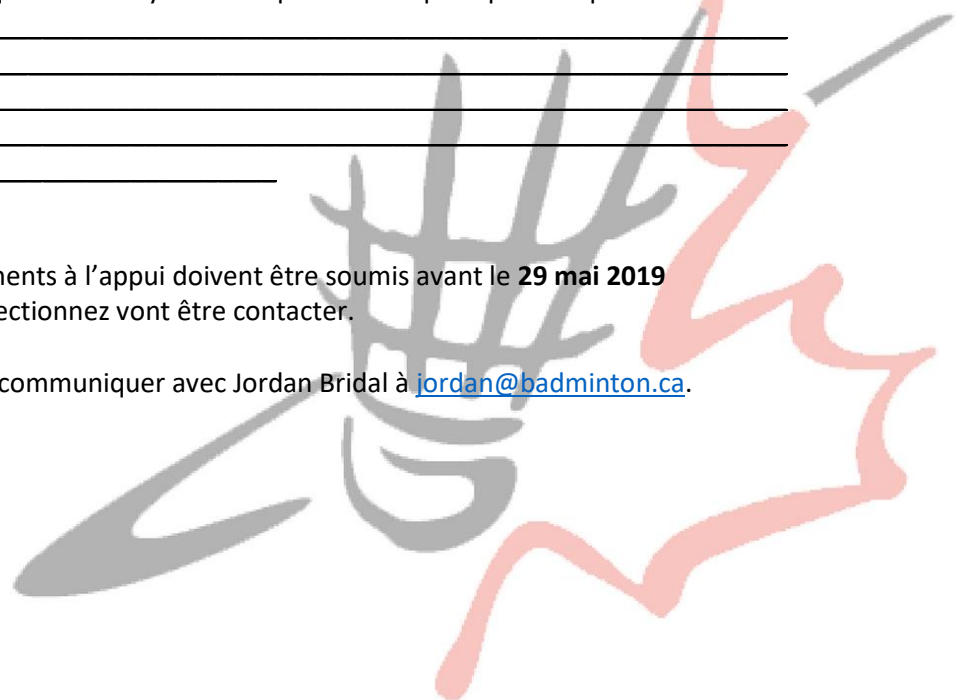 ments à l’appui doivent être soumis avant le 29 mai 2019
ectionnez vont être contacter.
communiquer avec Jordan Bridal à jordan@badminton.ca.